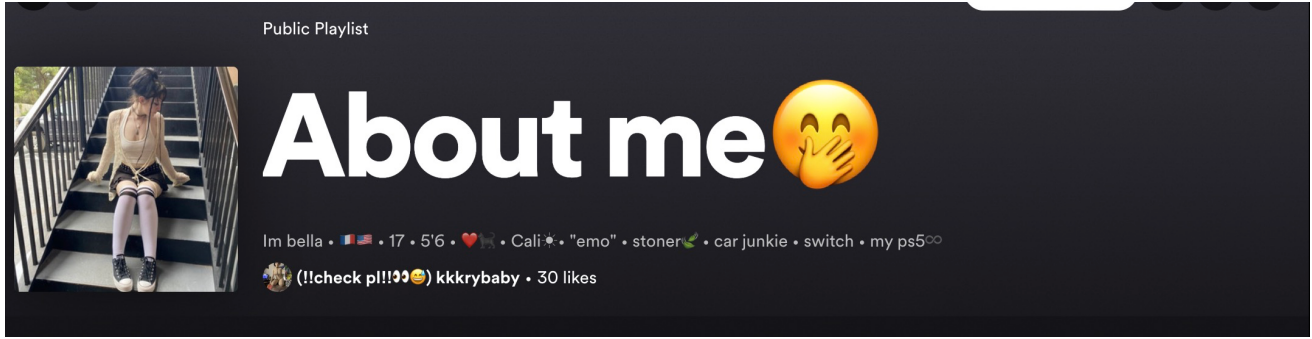 Public Playlist
About me🤭
Im bella • 🇫🇷🇺🇸 • 17 • 5'6 • ❤️🐈‍⬛ • Cali☀️• "emo" • stoner🌿 • car junkie • switch • my ps5♾️
(!!check pl!!👀😅) kkkrybaby • 30 likes